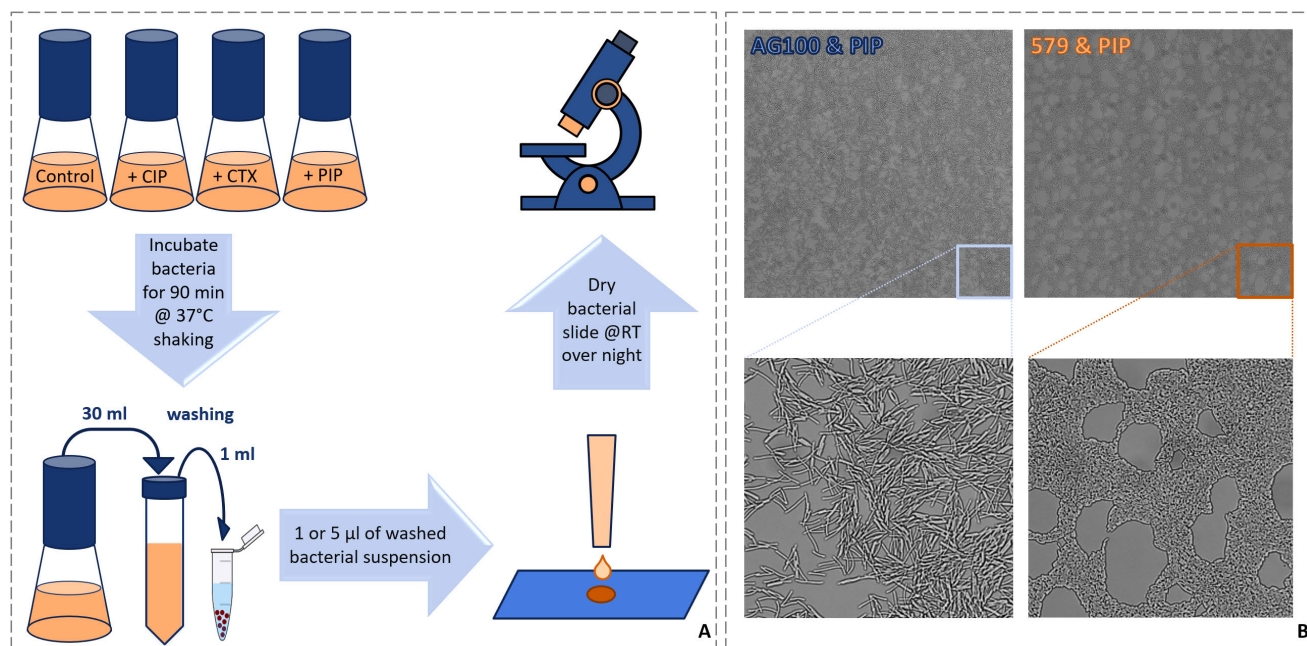 Control
+ CIP
+ CTX
+ PIP
Incubate
bacteria
for 90 min
@ 37°C
shaking
30 ml
washing
1 ml
1 or 5 µl of washed
bacterial suspension
Dry
bacterial
slide @RT
over night
A
AG100 & PIP
579 & PIP
B